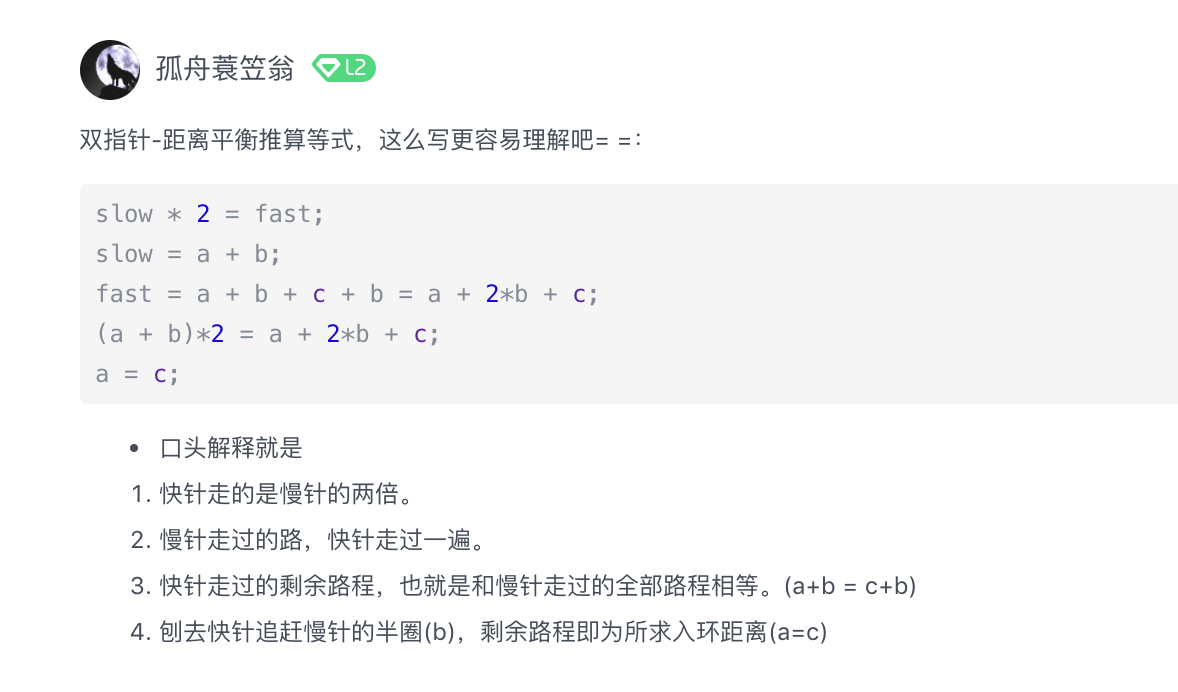 孤舟蓑笠翁 L2
双指针-距离平衡推算等式，这么写更容易理解吧= =：
slow * 2 = fast;
slow = a + b;
fast = a + b + c + b = a + 2*b + c;
(a + b)*2 = a + 2*b + c;
a = c;
• 口头解释就是
1. 快针走的是慢针的两倍。
2. 慢针走过的路，快针走过一遍。
3. 快针走过的剩余路程，也就是和慢针走过的全部路程相等。(a+b = c+b)
4. 刨去快针追赶慢针的半圈(b)，剩余路程即为所求入环距离(a=c)